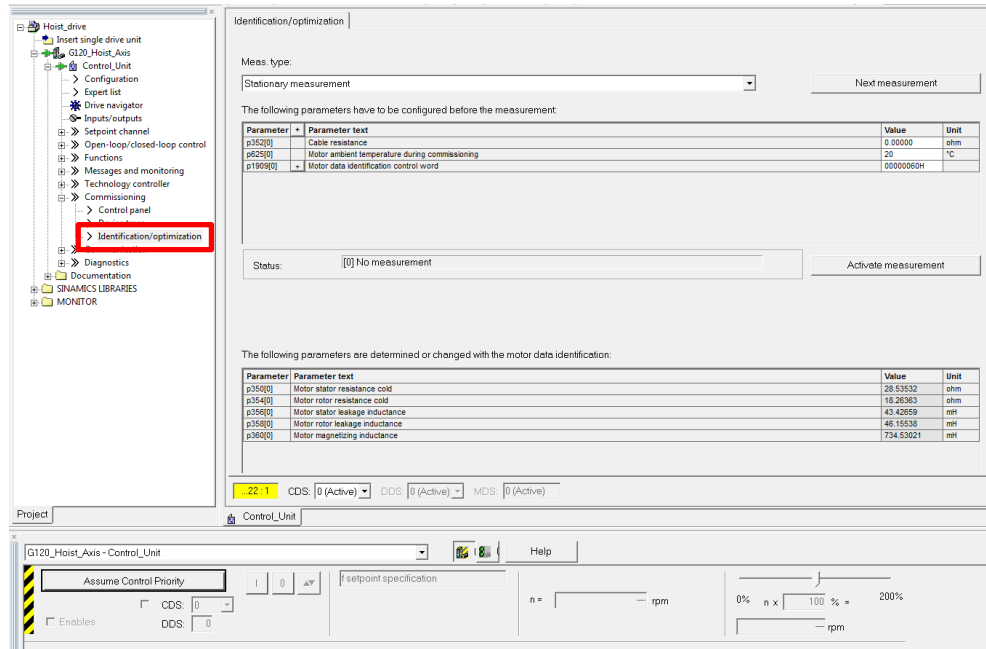 Hoist_drive
Insert single drive unit
G120_Hoist_Axis
Control_Unit
Configuration
Expert list
Drive navigator
Inputs/outputs
Setpoint channel
Open-loop/closed-loop control
Functions
Messages and monitoring
Technology controller
Commissioning
Control panel
Identification/optimization
Diagnostics
Documentation
SINAMICS LIBRARIES
MONITOR
Project
Identification/optimization
Meas. type:
Stationary measurement
Next measurement
The following parameters have to be configured before the measurement:
Parameter + Parameter text Value Unit
p352[0] Cable resistance 0.00000 ohm
p625[0] Motor ambient temperature during commissioning 20 °C
p1909[0] + Motor data identification control word 00000060H
Status: [0] No measurement
Activate measurement
The following parameters are determined or changed with the motor data identification:
Parameter Parameter text Value Unit
p350[0] Motor stator resistance cold 28.53532 ohm
p354[0] Motor rotor resistance cold 18.26363 ohm
p356[0] Motor stator leakage inductance 43.42659 mH
p358[0] Motor rotor leakage inductance 46.15538 mH
p360[0] Motor magnetizing inductance 734.53021 mH
...22 : 1 CDS: 0 (Active) DDS: 0 (Active) MDS: 0 (Active)
Control_Unit
G120_Hoist_Axis - Control_Unit
Help
Assume Control Priority
I 0
f setpoint specification
CDS: 0
Enables
DDS: 0
n = — rpm
0% n x 100 % = 200%
— rpm